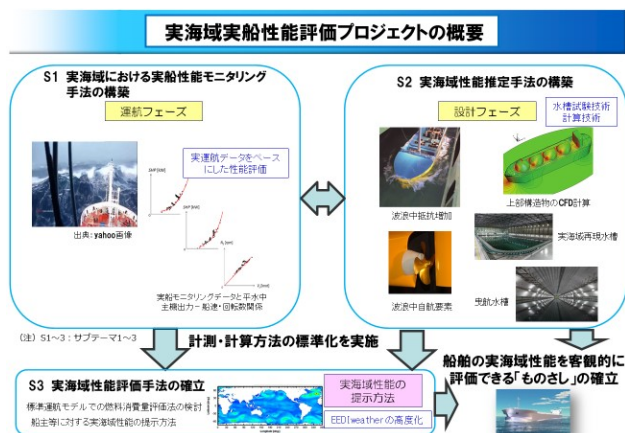 実海域実船性能評価プロジェクトの概要
S1 実海域における実船性能モニタリング
手法の構築
運航フェーズ
実運航データをベース
にした性能評価
出典：yahoo画像
実船モニタリングデータと平水中
主機出力－船速・回転数関係
S2 実海域性能推定手法の構築
設計フェーズ
水槽試験技術
計算技術
波浪中抵抗増加
上部構造物のCFD計算
実海域再現水槽
波浪中自航要素
曳航水槽
（注）S1～3：サブテーマ1～3
計測・計算方法の標準化を実施
S3 実海域性能評価手法の確立
標準運航モデルでの燃料消費量評価法の検討
船主等に対する実海域性能の提示方法
実海域性能の
提示方法
EEDIweatherの高度化
船舶の実海域性能を客観的に
評価できる「ものさし」の確立